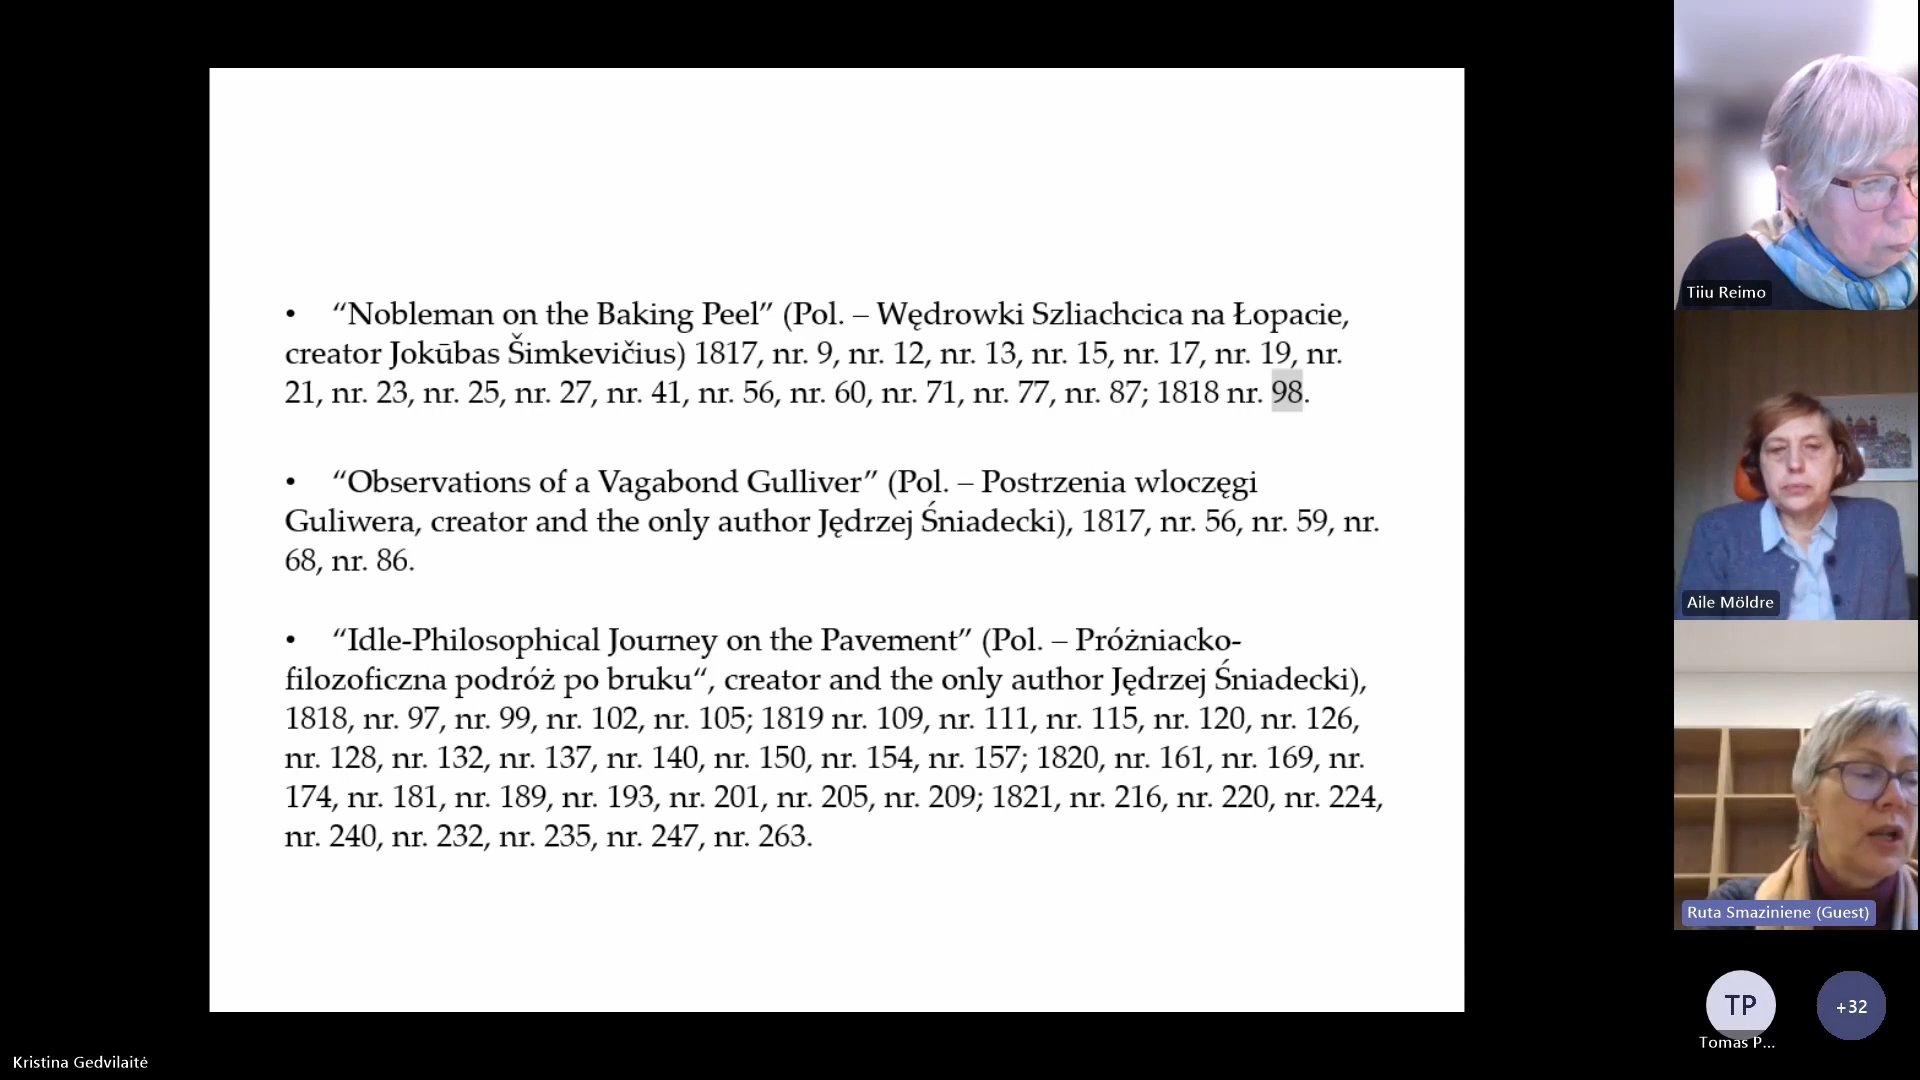 • “Nobleman on the Baking Peel” (Pol. – Wędrowki Szliachcica na Łopacie,
creator Jokūbas Šimkevičius) 1817, nr. 9, nr. 12, nr. 13, nr. 15, nr. 17, nr. 19, nr.
21, nr. 23, nr. 25, nr. 27, nr. 41, nr. 56, nr. 60, nr. 71, nr. 77, nr. 87; 1818 nr. 98.
• “Observations of a Vagabond Gulliver” (Pol. – Postrzenia wloczęgi
Guliwera, creator and the only author Jędrzej Śniadecki), 1817, nr. 56, nr. 59, nr.
68, nr. 86.
• “Idle-Philosophical Journey on the Pavement” (Pol. – Próżniacko-
filozoficzna podróż po bruku“, creator and the only author Jędrzej Śniadecki),
1818, nr. 97, nr. 99, nr. 102, nr. 105; 1819 nr. 109, nr. 111, nr. 115, nr. 120, nr. 126,
nr. 128, nr. 132, nr. 137, nr. 140, nr. 150, nr. 154, nr. 157; 1820, nr. 161, nr. 169, nr.
174, nr. 181, nr. 189, nr. 193, nr. 201, nr. 205, nr. 209; 1821, nr. 216, nr. 220, nr. 224,
nr. 240, nr. 232, nr. 235, nr. 247, nr. 263.
Tiiu Reimo
Aile Möldre
Ruta Smaziniene (Guest)
TP
+32
Tomas P...
Kristina Gedvilaitė